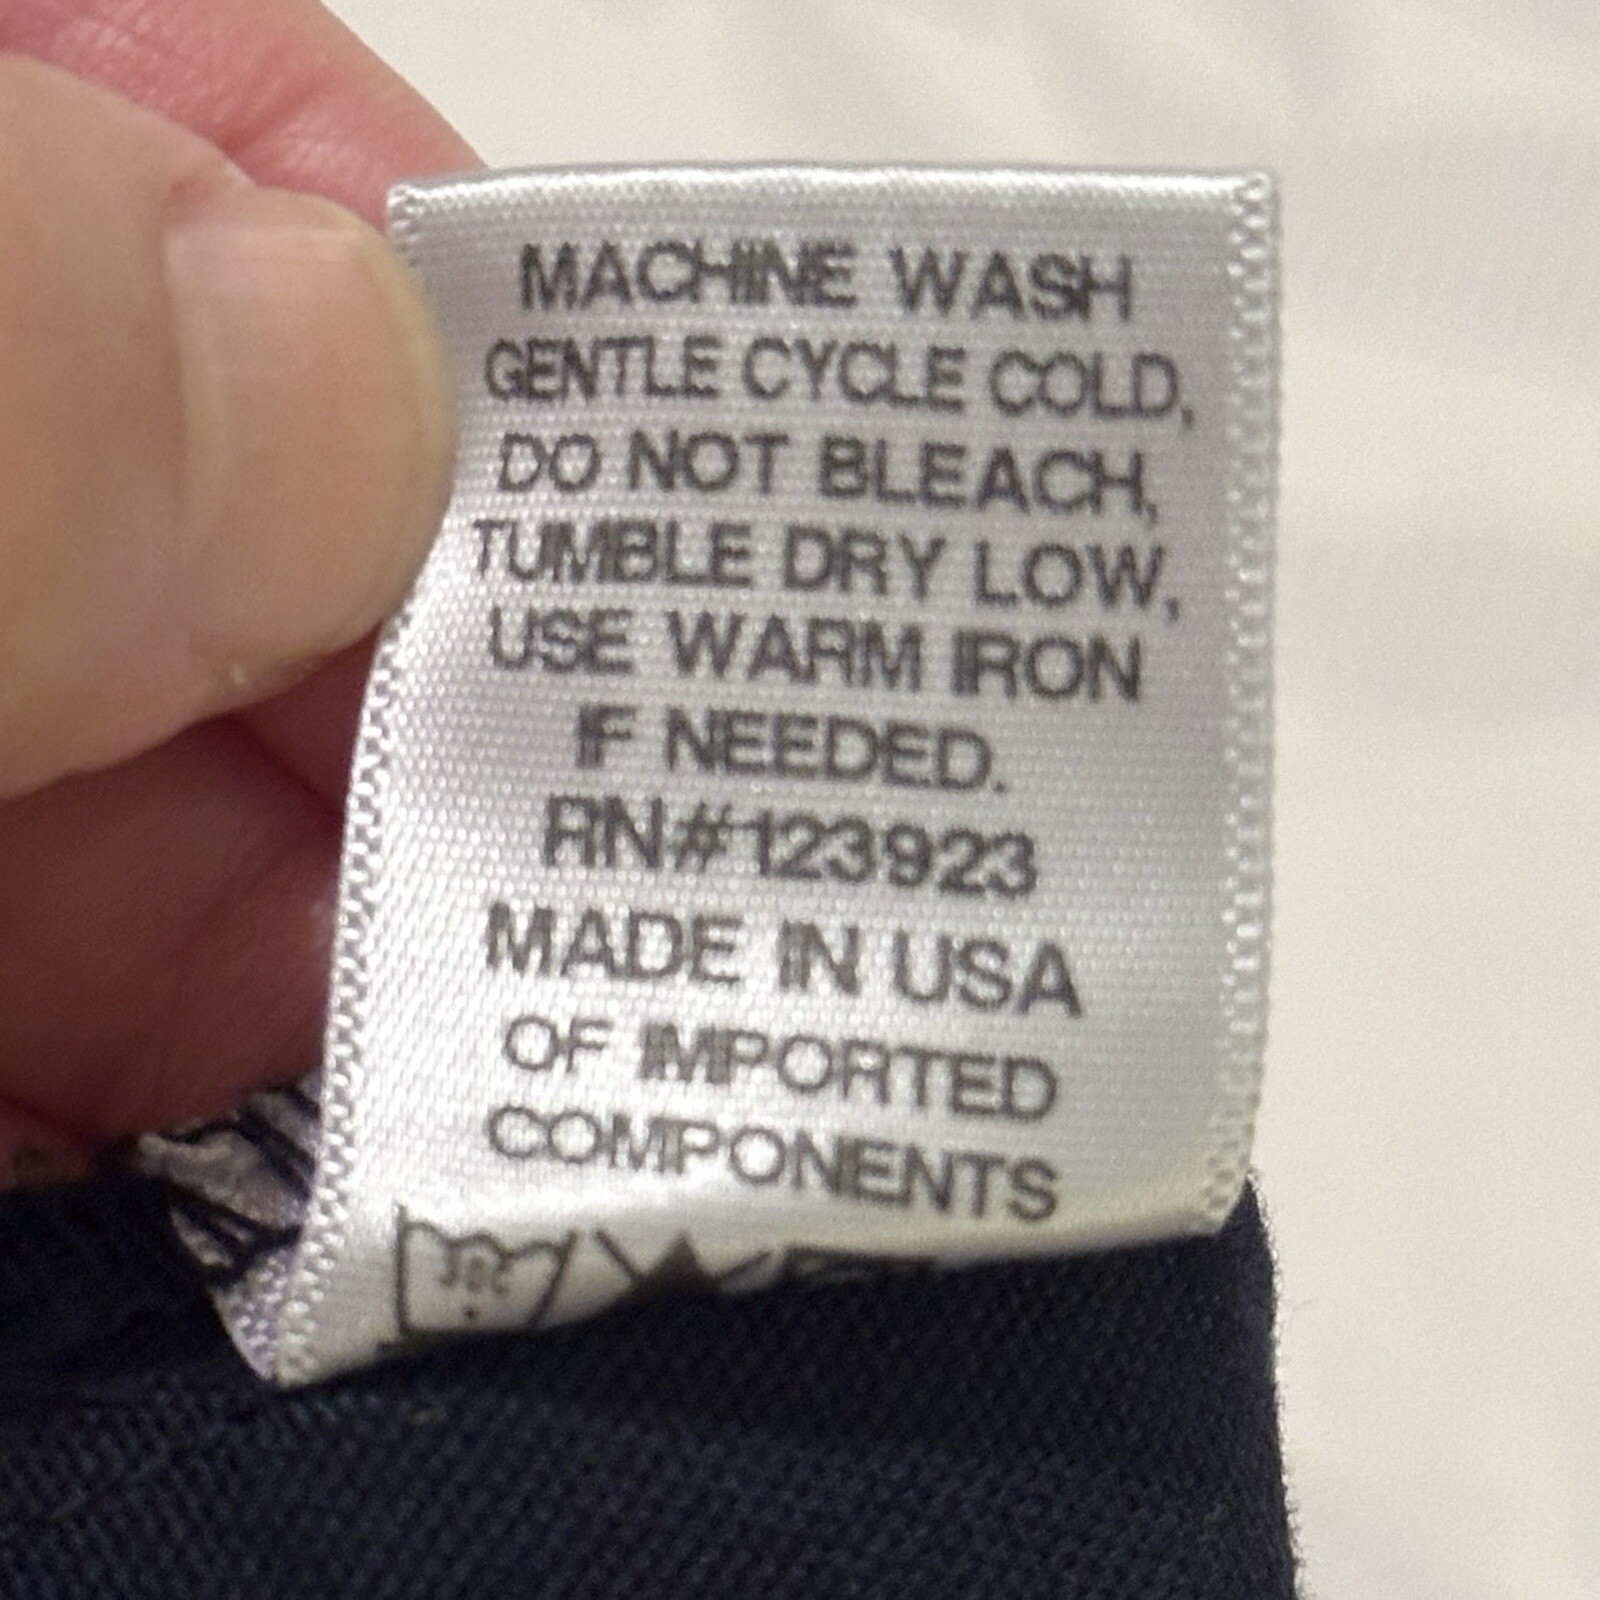 MACHINE WASH
GENTLE CYCLE COLD,
DO NOT BLEACH,
TUMBLE DRY LOW,
USE WARM IRON
IF NEEDED.
RN#123923
MADE IN USA
OF IMPORTED
COMPONENTS